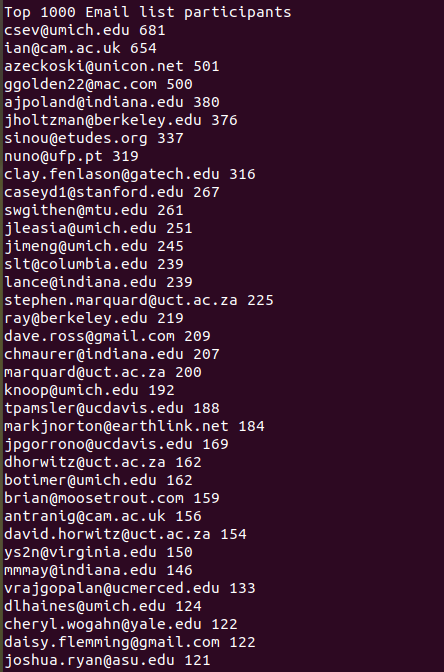 Top 1000 Email list participants
csev@umich.edu 681
ian@cam.ac.uk 654
azeckoski@unicon.net 501
ggolden22@mac.com 500
ajpoland@indiana.edu 380
jholtzman@berkeley.edu 376
sinou@etudes.org 337
nuno@ufp.pt 319
clay.fenlason@gatech.edu 316
caseyd1@stanford.edu 267
swgithen@mtu.edu 261
jleasia@umich.edu 251
jimeng@umich.edu 245
slt@columbia.edu 239
lance@indiana.edu 239
stephen.marquard@uct.ac.za 225
ray@berkeley.edu 219
dave.ross@gmail.com 209
chmaurer@indiana.edu 207
marquard@uct.ac.za 200
knoop@umich.edu 192
tpamsler@ucdavis.edu 188
markjnorton@earthlink.net 184
jpgorrono@ucdavis.edu 169
dhorwitz@uct.ac.za 162
botimer@umich.edu 162
brian@moosetrout.com 159
antranig@cam.ac.uk 156
david.horwitz@uct.ac.za 154
ys2n@virginia.edu 150
mmmay@indiana.edu 146
vrajgopalan@ucmerced.edu 133
dlhaines@umich.edu 124
cheryl.wogahn@yale.edu 122
daisy.flemming@gmail.com 122
joshua.ryan@asu.edu 121